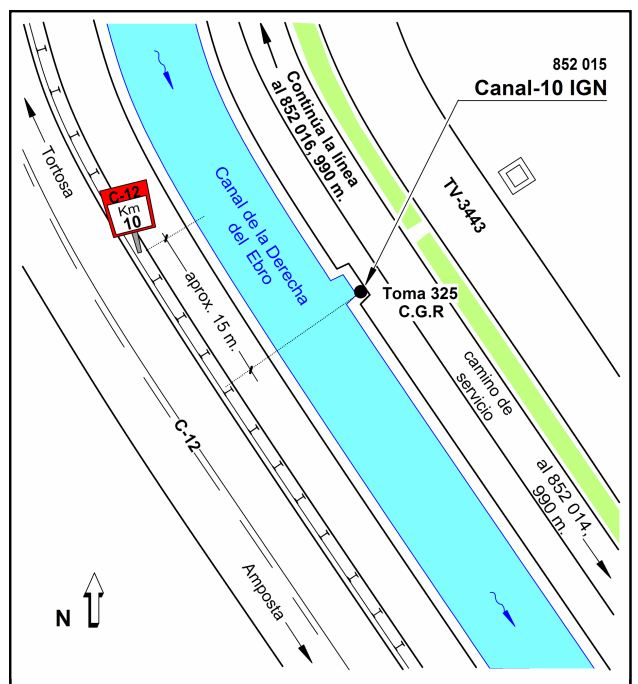 852 015
Canal-10 IGN
Continúa la línea
al 852 016, 990 m.
Tortosa
C-12
Km
10
Canal de la Derecha
del Ebro
TV-3443
Toma 325
C.G.R
aprox. 15 m.
camino de
servicio
C-12
al 852 014,
990 m.
Amposta
N